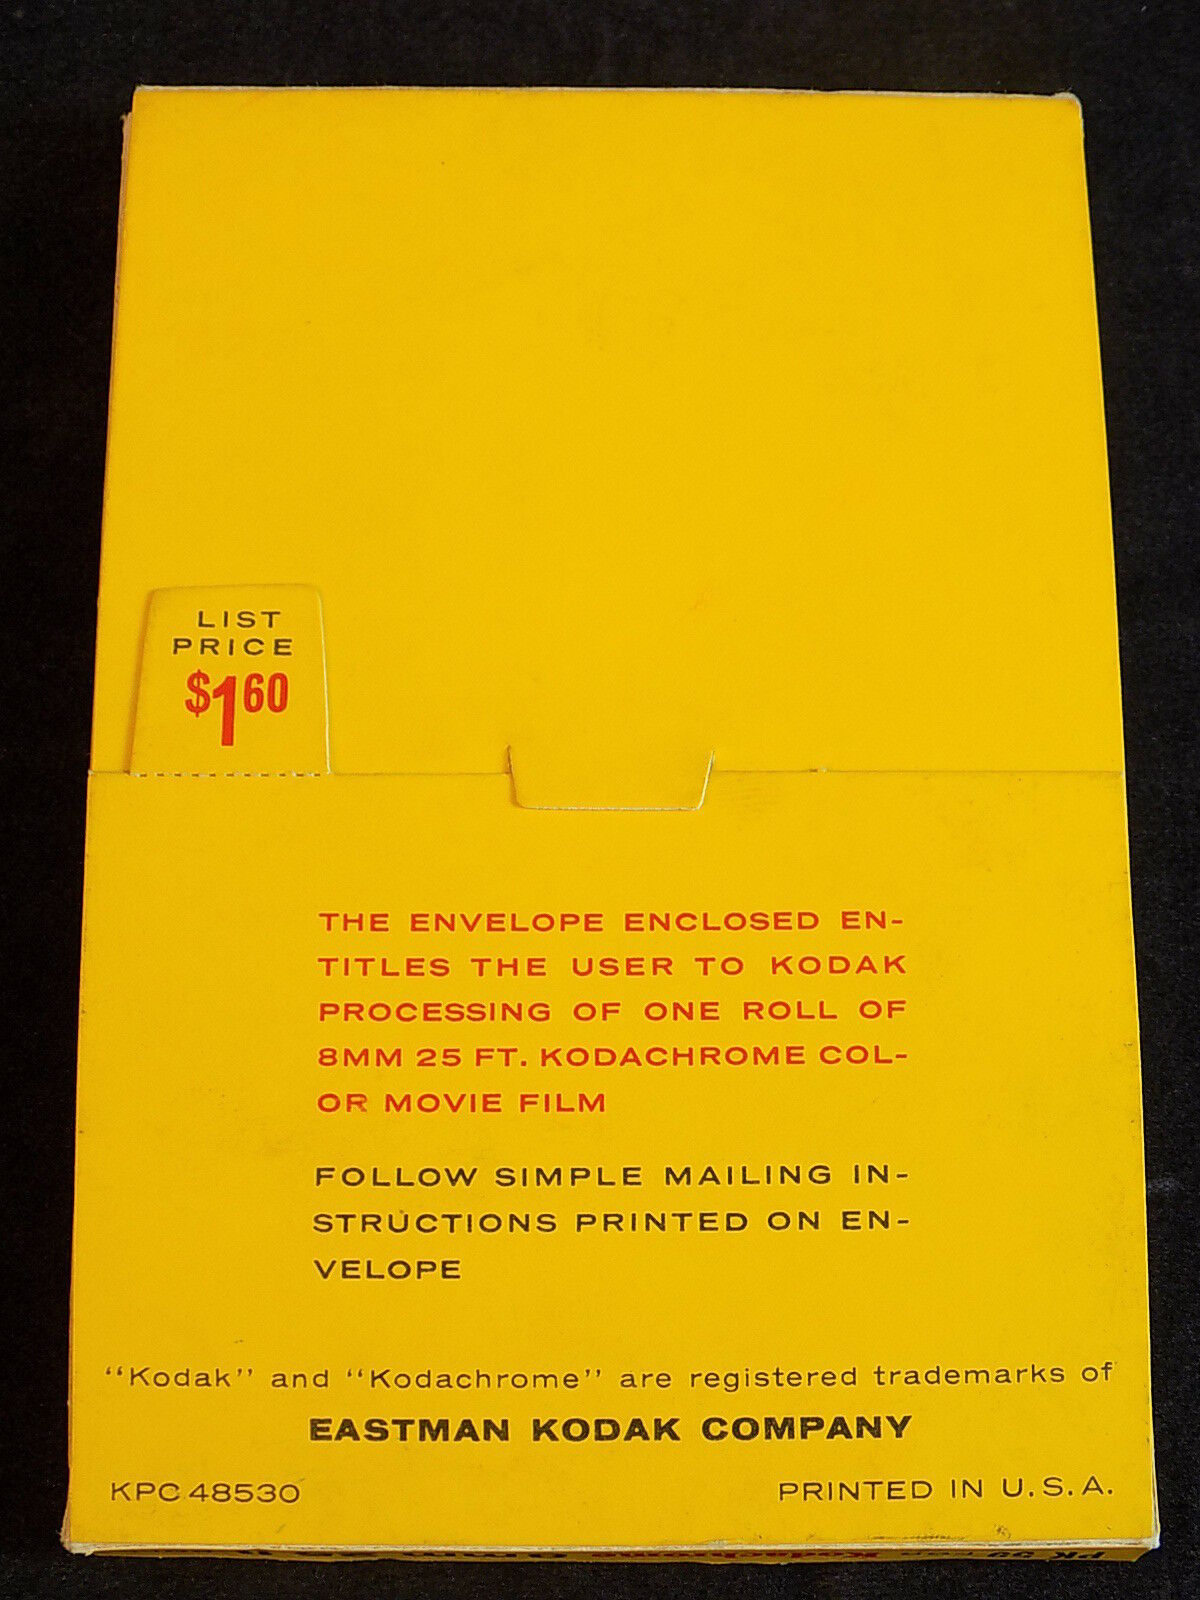 LIST
PRICE
$1 60
THE ENVELOPE ENCLOSED EN-
TITLES THE USER TO KODAK
PROCESSING OF ONE ROLL OF
8MM 25 FT. KODACHROME COL-
OR MOVIE FILM
FOLLOW SIMPLE MAILING IN-
STRUCTIONS PRINTED ON EN-
VELOPE
"Kodak" and "Kodachrome" are registered trademarks of
EASTMAN KODAK COMPANY
KPC 48530 PRINTED IN U.S.A.
Kodachrome 8mm